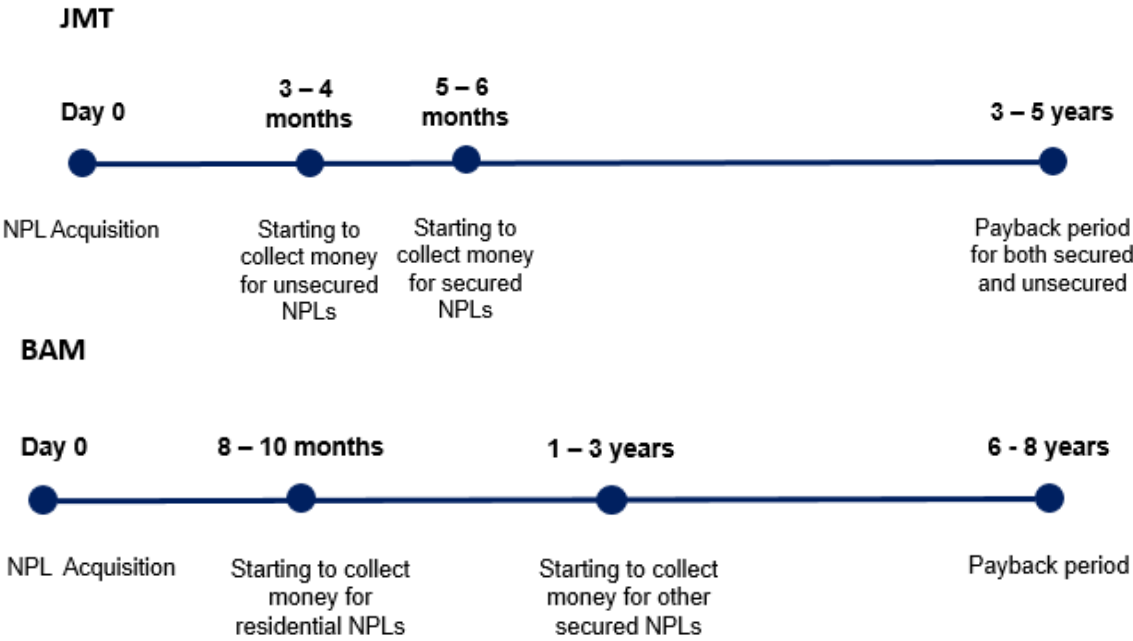 JMT
Day 0
3 – 4
months
5 – 6
months
3 – 5 years
NPL Acquisition
Starting to
collect money
for unsecured
NPLs
Starting to
collect money
for secured
NPLs
Payback period
for both secured
and unsecured
BAM
Day 0
8 – 10 months
1 – 3 years
6 - 8 years
NPL Acquisition
Starting to collect
money for
residential NPLs
Starting to collect
money for other
secured NPLs
Payback period